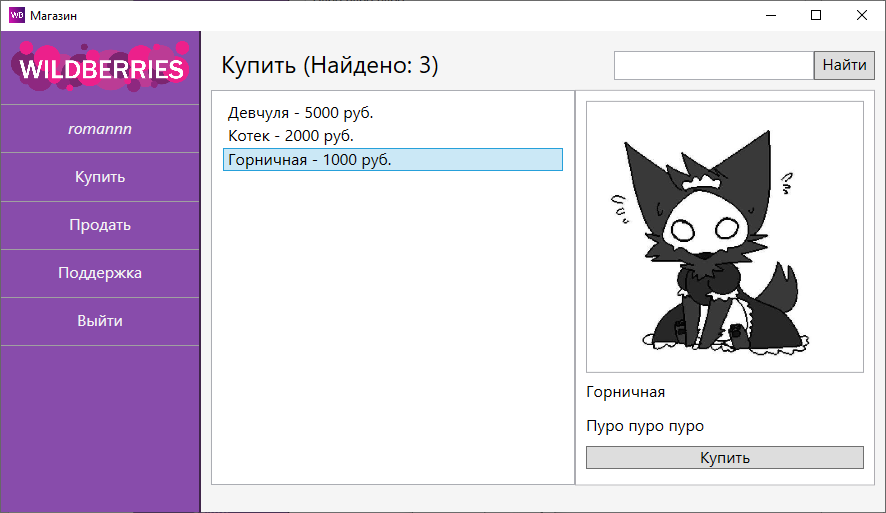 WB Магазин
WILDBERRIES
romannn
Купить
Продать
Поддержка
Выйти
Купить (Найдено: 3)
Найти
Девчуля - 5000 руб.
Котек - 2000 руб.
Горничная - 1000 руб.
Горничная
Пуро пуро пуро
Купить